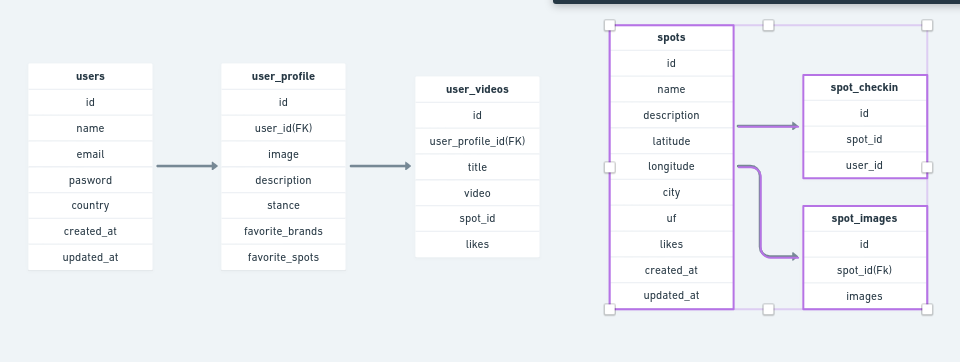 users
id
name
email
pasword
country
created_at
updated_at
user_profile
id
user_id(FK)
image
description
stance
favorite_brands
favorite_spots
user_videos
id
user_profile_id(FK)
title
video
spot_id
likes
spots
id
name
description
latitude
longitude
city
uf
likes
created_at
updated_at
spot_checkin
id
spot_id
user_id
spot_images
id
spot_id(Fk)
images